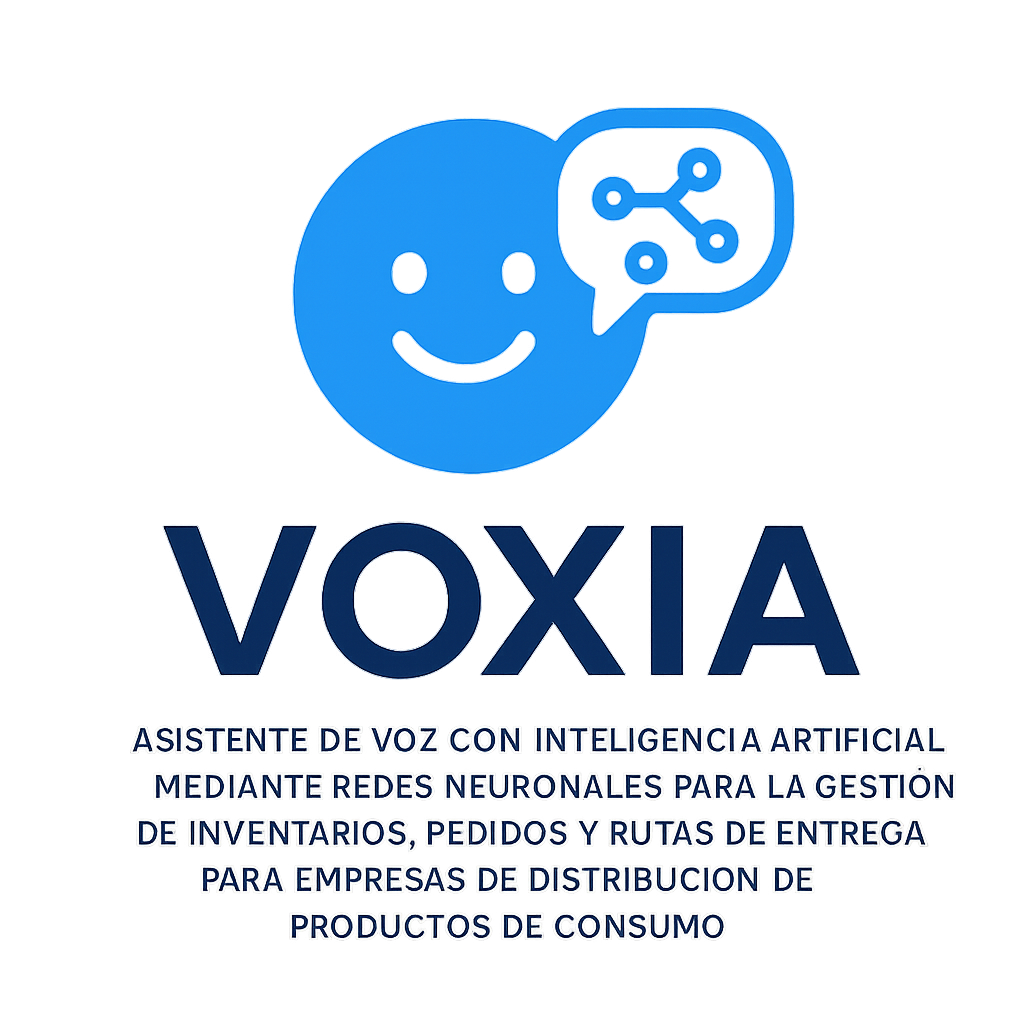 VOXIA
ASISTENTE DE VOZ CON INTELIGENCIA ARTIFICIAL
MEDIANTE REDES NEURONALES PARA LA GESTIÓN
DE INVENTARIOS, PEDIDOS Y RUTAS DE ENTREGA
PARA EMPRESAS DE DISTRIBUCION DE
PRODUCTOS DE CONSUMO